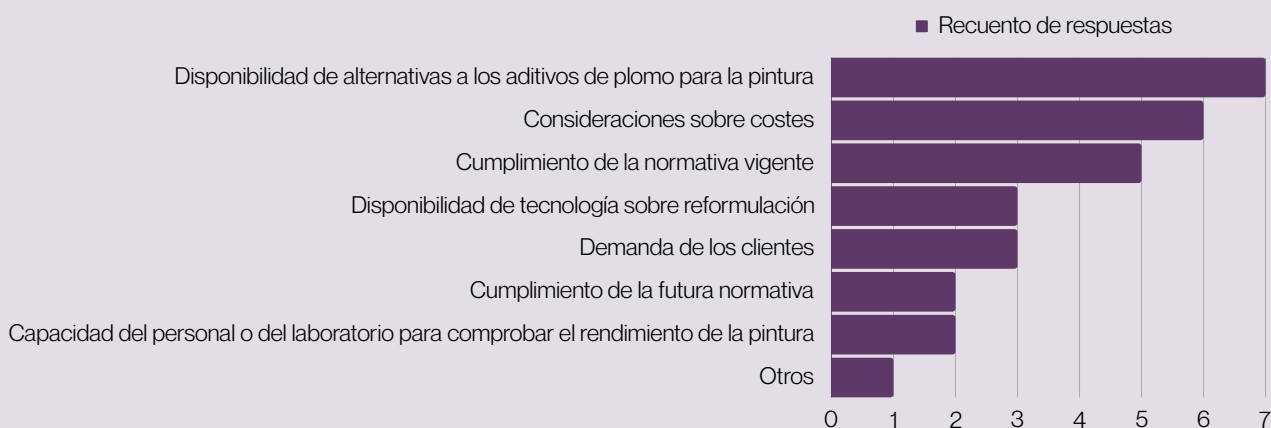 Recuento de respuestas
Disponibilidad de alternativas a los aditivos de plomo para la pintura
Consideraciones sobre costes
Cumplimiento de la normativa vigente
Disponibilidad de tecnología sobre reformulación
Demanda de los clientes
Cumplimiento de la futura normativa
Capacidad del personal o del laboratorio para comprobar el rendimiento de la pintura
Otros
0 1 2 3 4 5 6 7